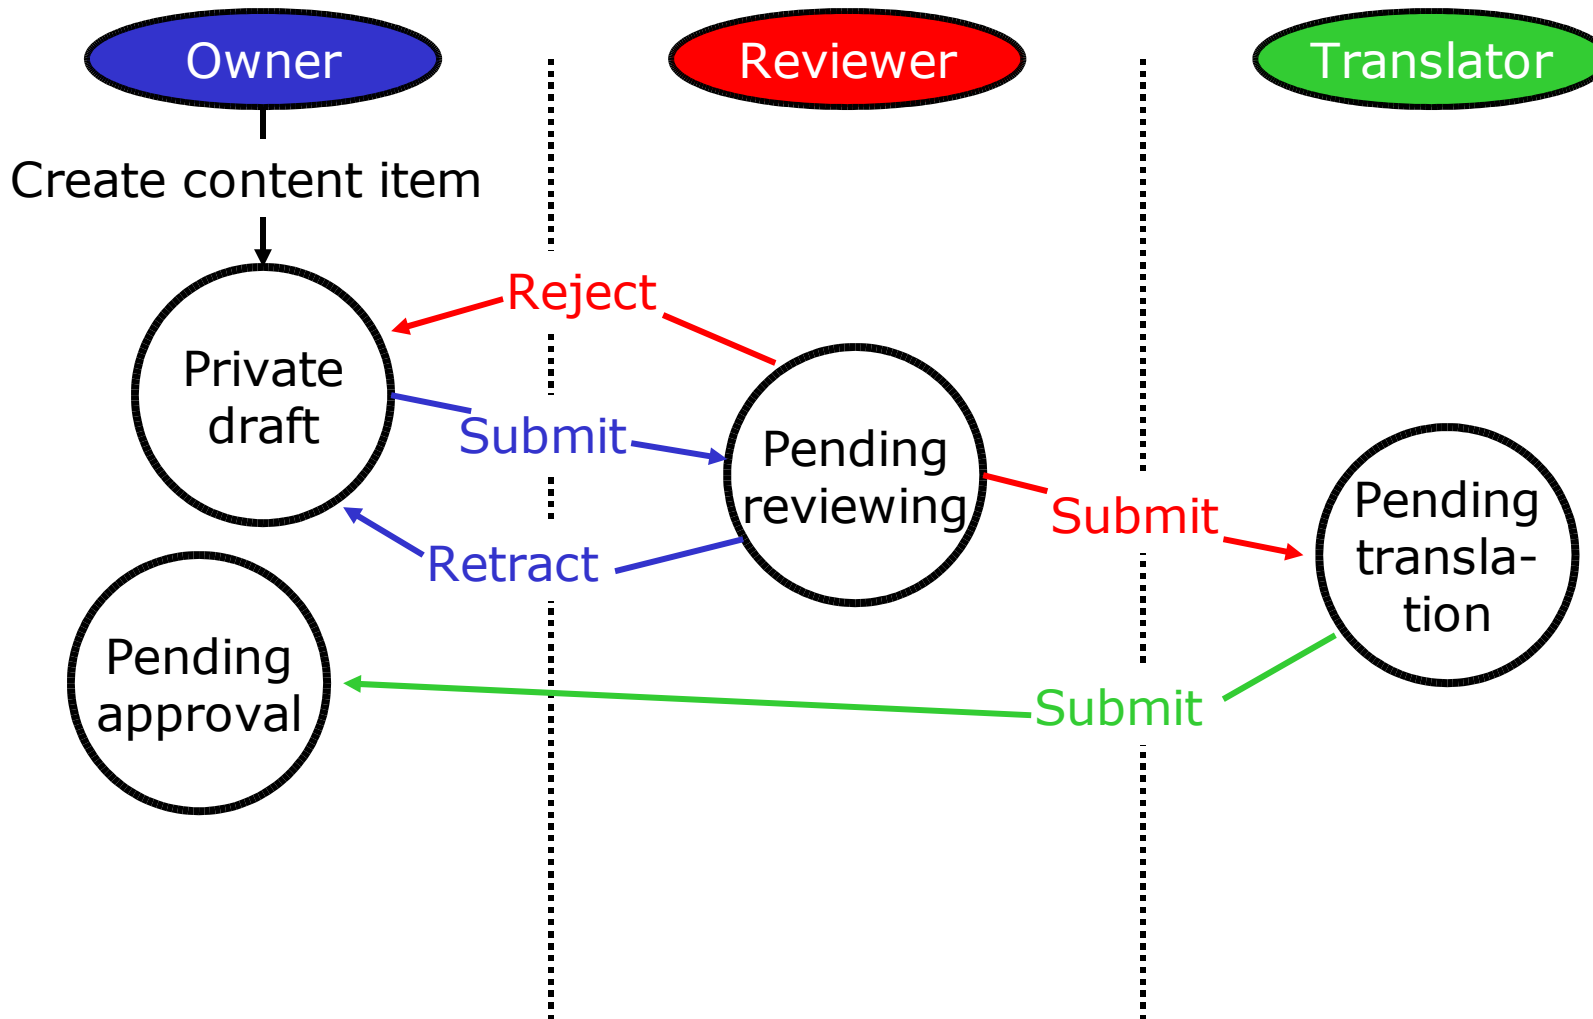 Owner
Reviewer
Translator
Create content item
Reject
Private
draft
Submit
Pending
reviewing
Retract
Submit
Pending
transla-
tion
Pending
approval
Submit